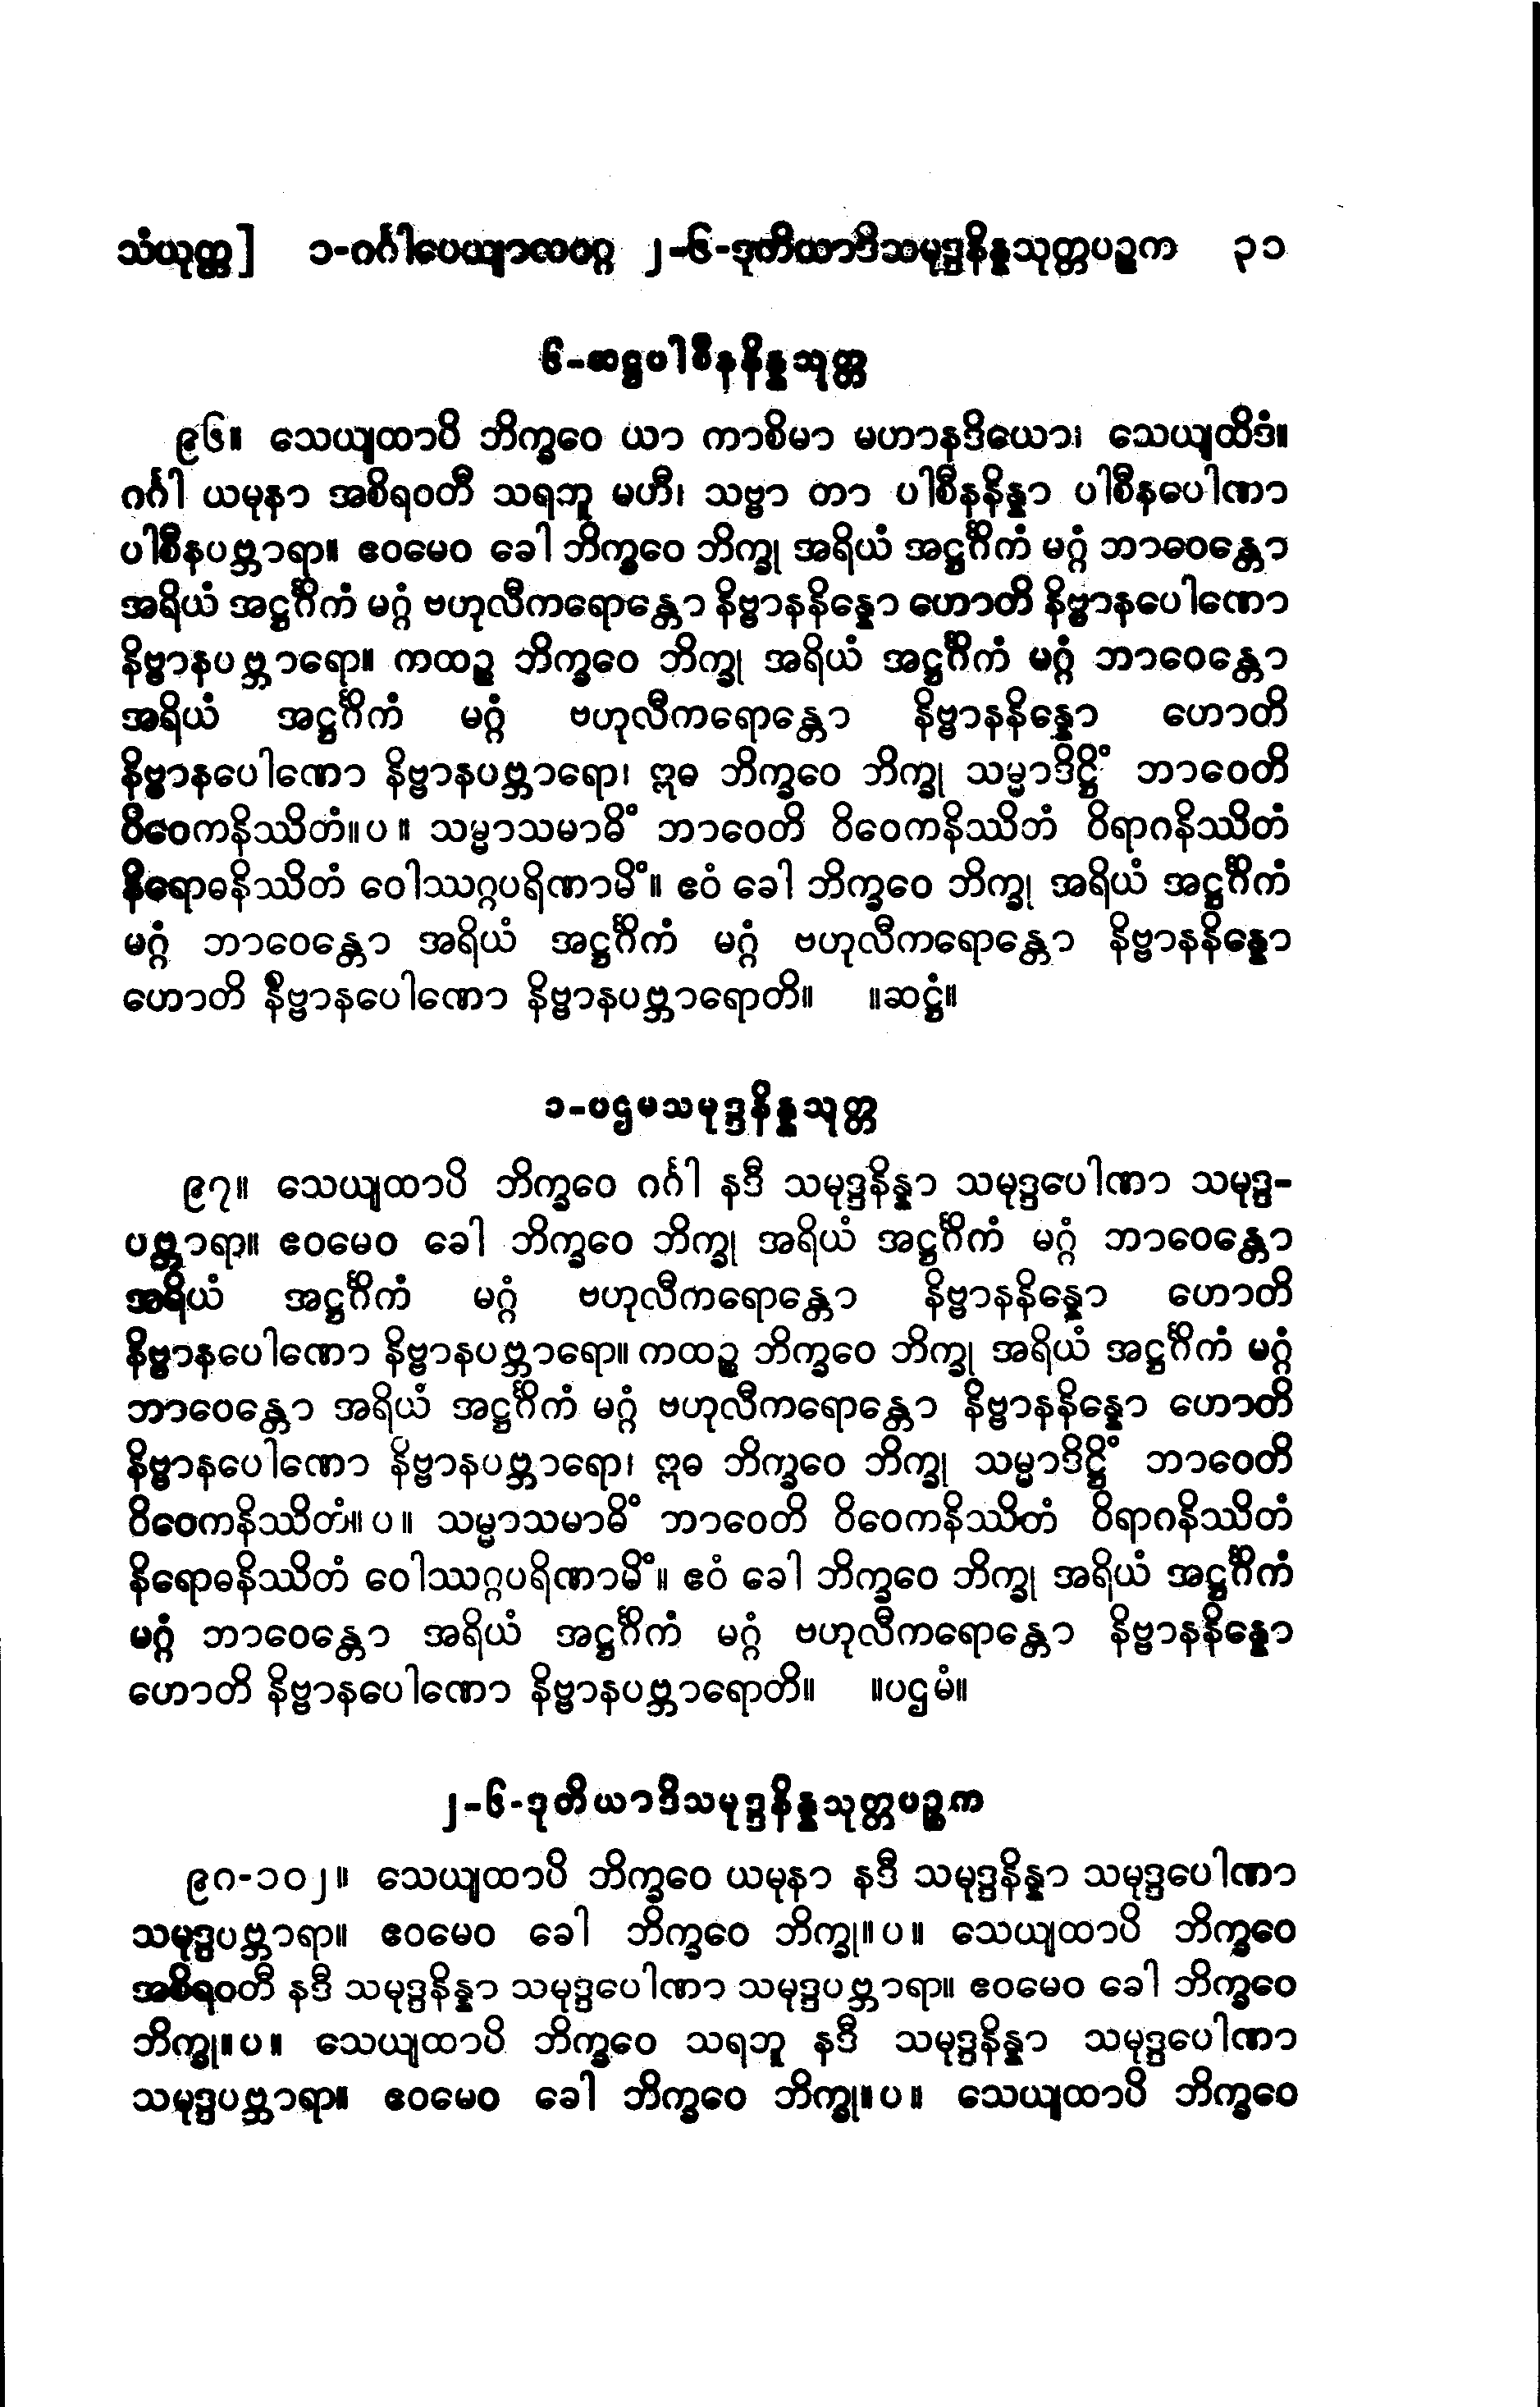 သံယုတ္တ] ၁-ဂင်္ဂါပေယျာလဝဂ္ဂ ၂-၆-ဒုတိယာဒိသမုဒ္ဒနိန္နသုတ္တပဉ္စက ၃၁
၆-ဆဋ္ဌပါစီနနိန္နသုတ္တ
၉၆။ သေယျထာပိ ဘိက္ခဝေ ယာ ကာစိမာ မဟာနဒိယော၊ သေယျထိဒံ။
ဂင်္ဂါ ယမုနာ အစိရဝတီ သရဘူ မဟီ၊ သဗ္ဗာ တာ ပါစီနနိန္နာ ပါစီနပေါဏာ
ပါစီနပဗ္ဘာရာ။ ဧဝမေဝ ခေါ ဘိက္ခဝေ ဘိက္ခု အရိယံ အဋ္ဌင်္ဂိကံ မဂ္ဂံ ဘာဝေန္တော
အရိယံ အဋ္ဌင်္ဂိကံ မဂ္ဂံ ဗဟုလီကရောန္တော နိဗ္ဗာနနိန္နော ဟောတိ နိဗ္ဗာနပေါဏော
နိဗ္ဗာနပဗ္ဘာရော။ ကထဉ္စ ဘိက္ခဝေ ဘိက္ခု အရိယံ အဋ္ဌင်္ဂိကံ မဂ္ဂံ ဘာဝေန္တော
အရိယံ အဋ္ဌင်္ဂိကံ မဂ္ဂံ ဗဟုလီကရောန္တော နိဗ္ဗာနနိန္နော ဟောတိ
နိဗ္ဗာနပေါဏော နိဗ္ဗာနပဗ္ဘာရော၊ ဣဓ ဘိက္ခဝေ ဘိက္ခု သမ္မာဒိဋ္ဌိံ ဘာဝေတိ
ဝိဝေကနိဿိတံ။ပ။ သမ္မာသမာဓိံ ဘာဝေတိ ဝိဝေကနိဿိတံ ဝိရာဂနိဿိတံ
နိရောဓနိဿိတံ ဝေါဿဂ္ဂပရိဏာမိံ။ ဧဝံ ခေါ ဘိက္ခဝေ ဘိက္ခု အရိယံ အဋ္ဌင်္ဂိကံ
မဂ္ဂံ ဘာဝေန္တော အရိယံ အဋ္ဌင်္ဂိကံ မဂ္ဂံ ဗဟုလီကရောန္တော နိဗ္ဗာနနိန္နော
ဟောတိ နိဗ္ဗာနပေါဏော နိဗ္ဗာနပဗ္ဘာရောတိ။ ။ဆဋ္ဌံ။
၁-ပဌမသမုဒ္ဒနိန္နသုတ္တ
၉၇။ သေယျထာပိ ဘိက္ခဝေ ဂင်္ဂါ နဒီ သမုဒ္ဒနိန္နာ သမုဒ္ဒပေါဏာ သမုဒ္ဒ-
ပဗ္ဘာရာ။ ဧဝမေဝ ခေါ ဘိက္ခဝေ ဘိက္ခု အရိယံ အဋ္ဌင်္ဂိကံ မဂ္ဂံ ဘာဝေန္တော
အရိယံ အဋ္ဌင်္ဂိကံ မဂ္ဂံ ဗဟုလီကရောန္တော နိဗ္ဗာနနိန္နော ဟောတိ
နိဗ္ဗာနပေါဏော နိဗ္ဗာနပဗ္ဘာရော။ ကထဉ္စ ဘိက္ခဝေ ဘိက္ခု အရိယံ အဋ္ဌင်္ဂိကံ မဂ္ဂံ
ဘာဝေန္တော အရိယံ အဋ္ဌင်္ဂိကံ မဂ္ဂံ ဗဟုလီကရောန္တော နိဗ္ဗာနနိန္နော ဟောတိ
နိဗ္ဗာနပေါဏော နိဗ္ဗာနပဗ္ဘာရော၊ ဣဓ ဘိက္ခဝေ ဘိက္ခု သမ္မာဒိဋ္ဌိံ ဘာဝေတိ
ဝိဝေကနိဿိတံ။ပ။ သမ္မာသမာဓိံ ဘာဝေတိ ဝိဝေကနိဿိတံ ဝိရာဂနိဿိတံ
နိရောဓနိဿိတံ ဝေါဿဂ္ဂပရိဏာမိံ။ ဧဝံ ခေါ ဘိက္ခဝေ ဘိက္ခု အရိယံ အဋ္ဌင်္ဂိကံ
မဂ္ဂံ ဘာဝေန္တော အရိယံ အဋ္ဌင်္ဂိကံ မဂ္ဂံ ဗဟုလီကရောန္တော နိဗ္ဗာနနိန္နော
ဟောတိ နိဗ္ဗာနပေါဏော နိဗ္ဗာနပဗ္ဘာရောတိ။ ။ပဌမံ။
၂-၆-ဒုတိယာဒိသမုဒ္ဒနိန္နသုတ္တပဉ္စက
၉၈-၁၀၂။ သေယျထာပိ ဘိက္ခဝေ ယမုနာ နဒီ သမုဒ္ဒနိန္နာ သမုဒ္ဒပေါဏာ
သမုဒ္ဒပဗ္ဘာရာ။ ဧဝမေဝ ခေါ ဘိက္ခဝေ ဘိက္ခု။ပ။ သေယျထာပိ ဘိက္ခဝေ
အစိရဝတီ နဒီ သမုဒ္ဒနိန္နာ သမုဒ္ဒပေါဏာ သမုဒ္ဒပဗ္ဘာရာ။ ဧဝမေဝ ခေါ ဘိက္ခဝေ
ဘိက္ခု။ပ။ သေယျထာပိ ဘိက္ခဝေ သရဘူ နဒီ သမုဒ္ဒနိန္နာ သမုဒ္ဒပေါဏာ
သမုဒ္ဒပဗ္ဘာရာ။ ဧဝမေဝ ခေါ ဘိက္ခဝေ ဘိက္ခု။ပ။ သေယျထာပိ ဘိက္ခဝေ